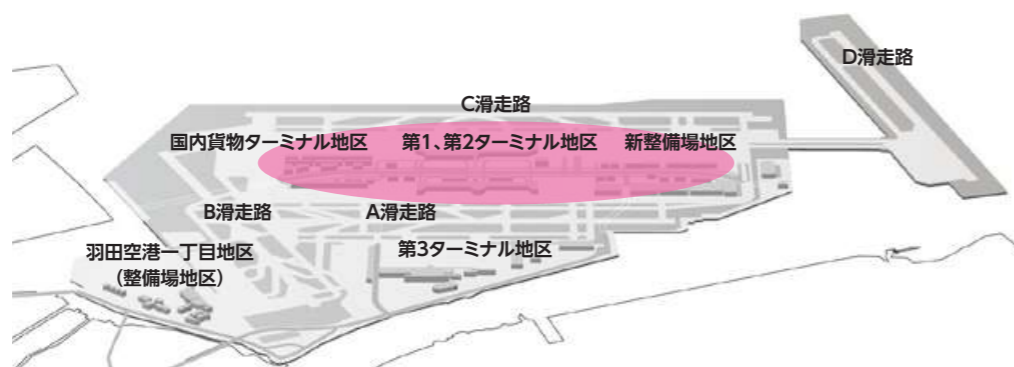 D滑走路
C滑走路
国内貨物ターミナル地区
第1、第2ターミナル地区
新整備場地区
B滑走路
A滑走路
羽田空港一丁目地区
(整備場地区)
第3ターミナル地区